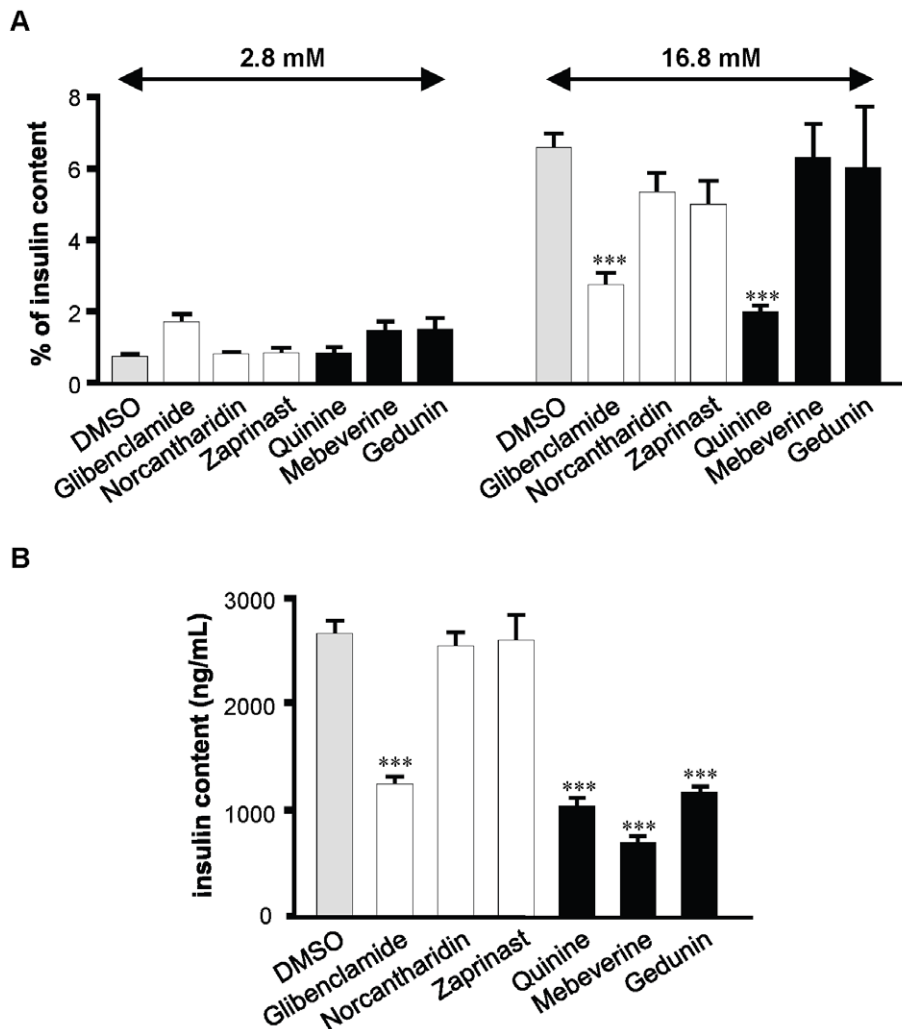 A
2.8 mM
16.8 mM
% of insulin content
8
6
4
2
0
***
***
DMSO
Glibenclamide
Norcantharidin
Zaprinast
Quinine
Mebeverine
Gedunin
DMSO
Glibenclamide
Norcantharidin
Zaprinast
Quinine
Mebeverine
Gedunin
B
insulin content (ng/mL)
3000
2000
1000
0
***
***
***
***
DMSO
Glibenclamide
Norcantharidin
Zaprinast
Quinine
Mebeverine
Gedunin